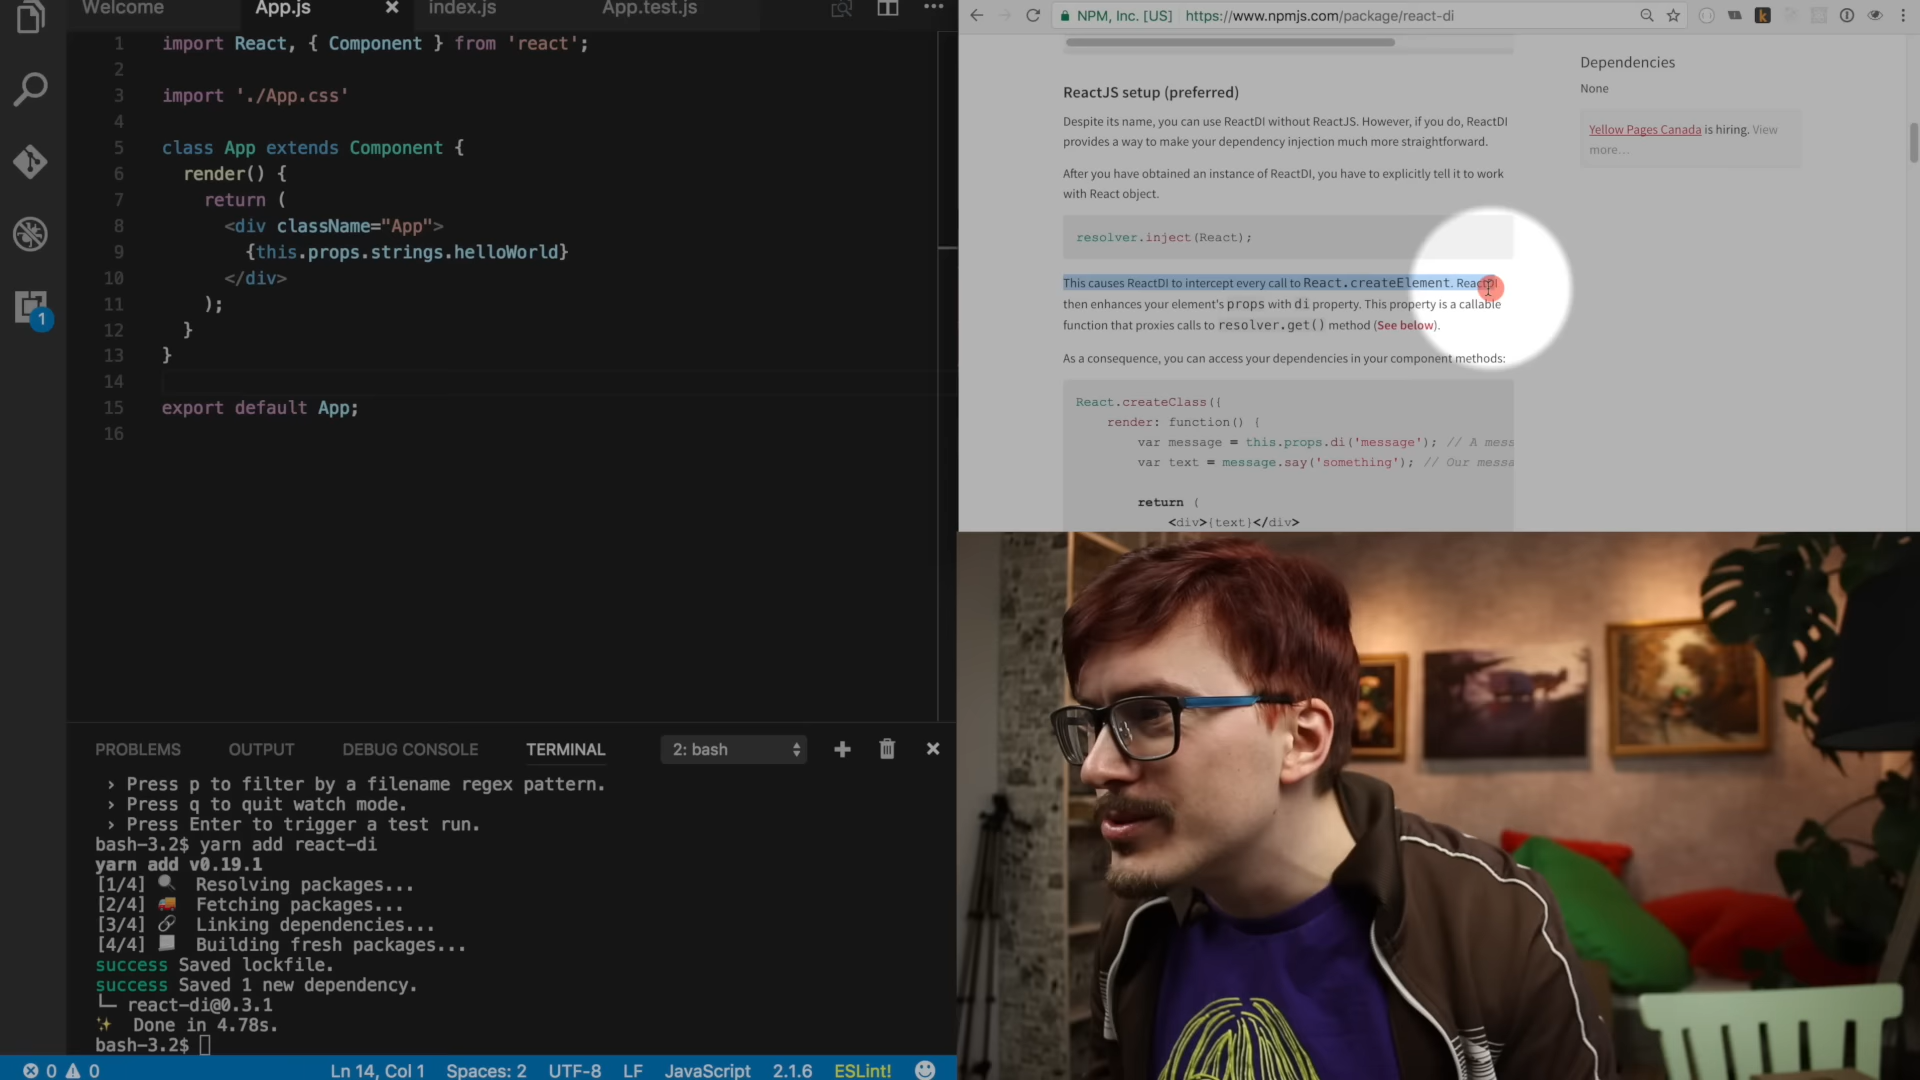 Welcome
App.js
index.js
App.test.js
1 import React, { Component } from 'react';
2
3 import './App.css'
4
5 class App extends Component {
6 render() {
7 return (
8 <div className="App">
9 {this.props.strings.helloWorld}
10 </div>
11 );
12 }
13 }
14
15 export default App;
16
1
PROBLEMS OUTPUT DEBUG CONSOLE TERMINAL 2: bash
› Press p to filter by a filename regex pattern.
› Press q to quit watch mode.
› Press Enter to trigger a test run.
bash-3.2$ yarn add react-di
yarn add v0.19.1
[1/4] Resolving packages...
[2/4] Fetching packages...
[3/4] Linking dependencies...
[4/4] Building fresh packages...
success Saved lockfile.
success Saved 1 new dependency.
└─ react-di@0.3.1
Done in 4.78s.
bash-3.2$
0 0 Ln 14, Col 1 Spaces: 2 UTF-8 LF JavaScript 2.1.6 ESLint!
NPM, Inc. [US] https://www.npmjs.com/package/react-di
k
ReactJS setup (preferred)
Despite its name, you can use ReactDI without ReactJS. However, if you do, ReactDI
provides a way to make your dependency injection much more straightforward.
After you have obtained an instance of ReactDI, you have to explicitly tell it to work
with React object.
resolver.inject(React);
This causes ReactDI to intercept every call to React.createElement. ReactDI
then enhances your element's props with di property. This property is a callable
function that proxies calls to resolver.get() method (See below).
As a consequence, you can access your dependencies in your component methods:
React.createClass({
render: function() {
var message = this.props.di('message'); // A mess
var text = message.say('something'); // Our messa
return (
<div>{text}</div>
Dependencies
None
Yellow Pages Canada is hiring. View
more…